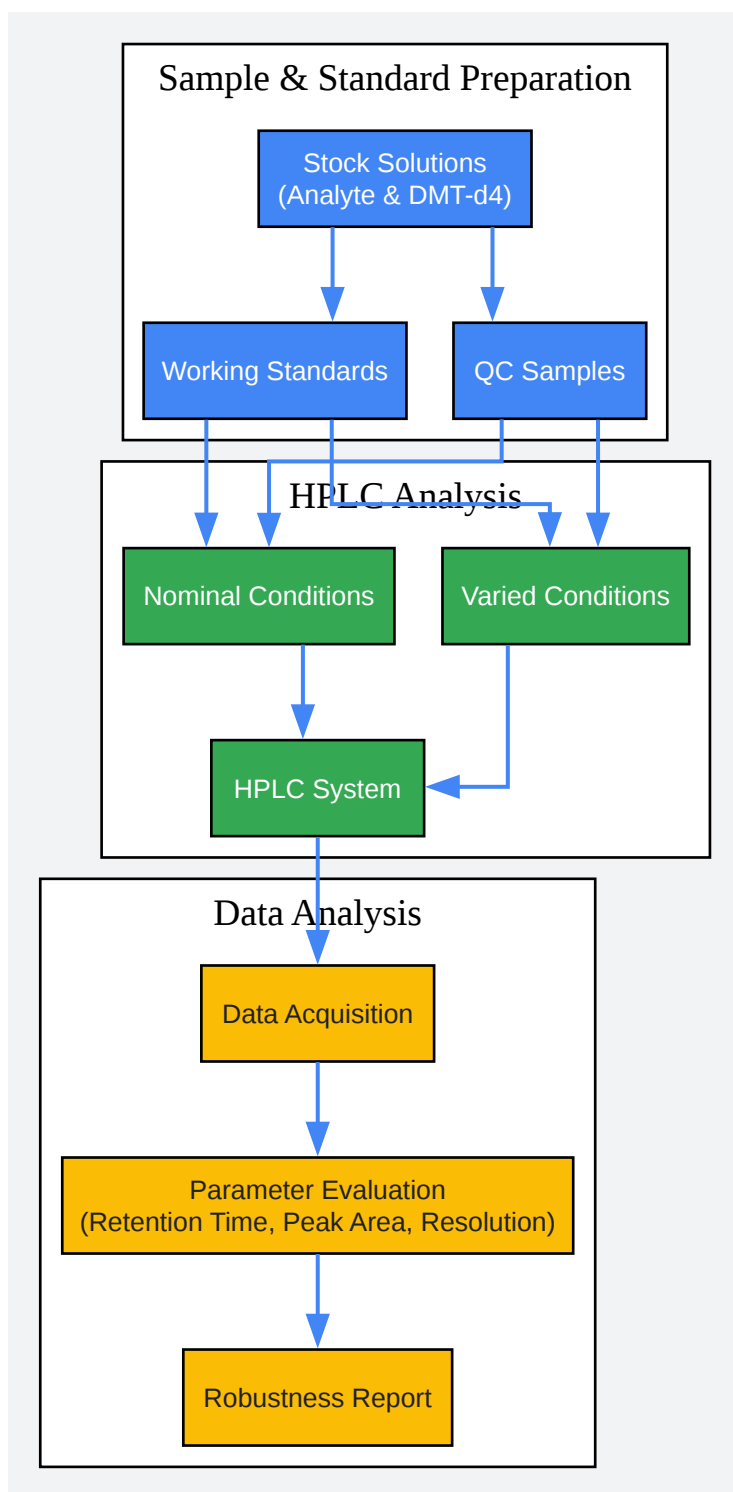 Sample & Standard Preparation
Stock Solutions
(Analyte & DMT-d4)
Working Standards
QC Samples
HPLC Analysis
Nominal Conditions
Varied Conditions
HPLC System
Data Analysis
Data Acquisition
Parameter Evaluation
(Retention Time, Peak Area, Resolution)
Robustness Report